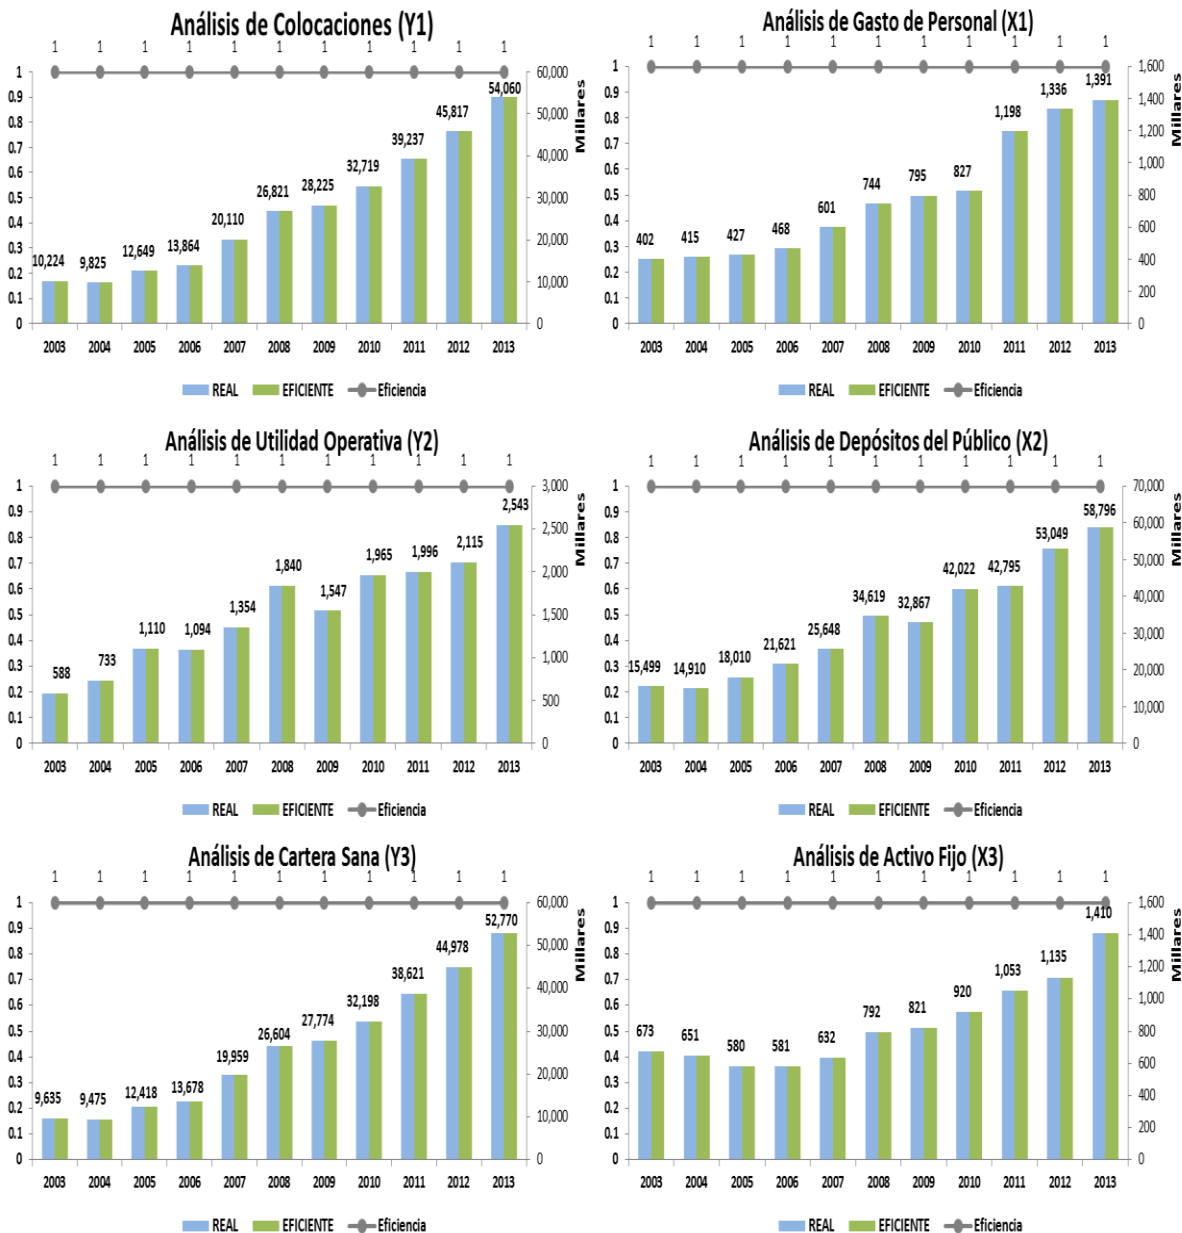 Análisis de Colocaciones (Y1)
1 1 1 1 1 1 1 1 1 1 1
1 0.9 0.8 0.7 0.6 0.5 0.4 0.3 0.2 0.1 0
10,224 9,825 12,649 13,864 20,110 26,821 28,225 32,719 39,237 45,817 54,060
60,000 50,000 40,000 30,000 20,000 10,000 0
Millares
2003 2004 2005 2006 2007 2008 2009 2010 2011 2012 2013
REAL EFICIENTE Eficiencia
Análisis de Gasto de Personal (X1)
1 1 1 1 1 1 1 1 1 1 1
1 0.9 0.8 0.7 0.6 0.5 0.4 0.3 0.2 0.1 0
402 415 427 468 601 744 795 827 1,198 1,336 1,391
1,600 1,400 1,200 1,000 800 600 400 200 0
Millares
2003 2004 2005 2006 2007 2008 2009 2010 2011 2012 2013
REAL EFICIENTE Eficiencia
Análisis de Utilidad Operativa (Y2)
1 1 1 1 1 1 1 1 1 1 1
1 0.9 0.8 0.7 0.6 0.5 0.4 0.3 0.2 0.1 0
588 733 1,110 1,094 1,354 1,840 1,547 1,965 1,996 2,115 2,543
3,000 2,500 2,000 1,500 1,000 500 0
Millares
2003 2004 2005 2006 2007 2008 2009 2010 2011 2012 2013
REAL EFICIENTE Eficiencia
Análisis de Depósitos del Público (X2)
1 1 1 1 1 1 1 1 1 1 1
1 0.9 0.8 0.7 0.6 0.5 0.4 0.3 0.2 0.1 0
15,499 14,910 18,010 21,621 25,648 34,619 32,867 42,022 42,795 53,049 58,796
70,000 60,000 50,000 40,000 30,000 20,000 10,000 0
Millares
2003 2004 2005 2006 2007 2008 2009 2010 2011 2012 2013
REAL EFICIENTE Eficiencia
Análisis de Cartera Sana (Y3)
1 1 1 1 1 1 1 1 1 1 1
1 0.9 0.8 0.7 0.6 0.5 0.4 0.3 0.2 0.1 0
9,635 9,475 12,418 13,678 19,959 26,604 27,774 32,198 38,621 44,978 52,770
60,000 50,000 40,000 30,000 20,000 10,000 0
Millares
2003 2004 2005 2006 2007 2008 2009 2010 2011 2012 2013
REAL EFICIENTE Eficiencia
Análisis de Activo Fijo (X3)
1 1 1 1 1 1 1 1 1 1 1
1 0.9 0.8 0.7 0.6 0.5 0.4 0.3 0.2 0.1 0
673 651 580 581 632 792 821 920 1,053 1,135 1,410
1,600 1,400 1,200 1,000 800 600 400 200 0
Millares
2003 2004 2005 2006 2007 2008 2009 2010 2011 2012 2013
REAL EFICIENTE Eficiencia